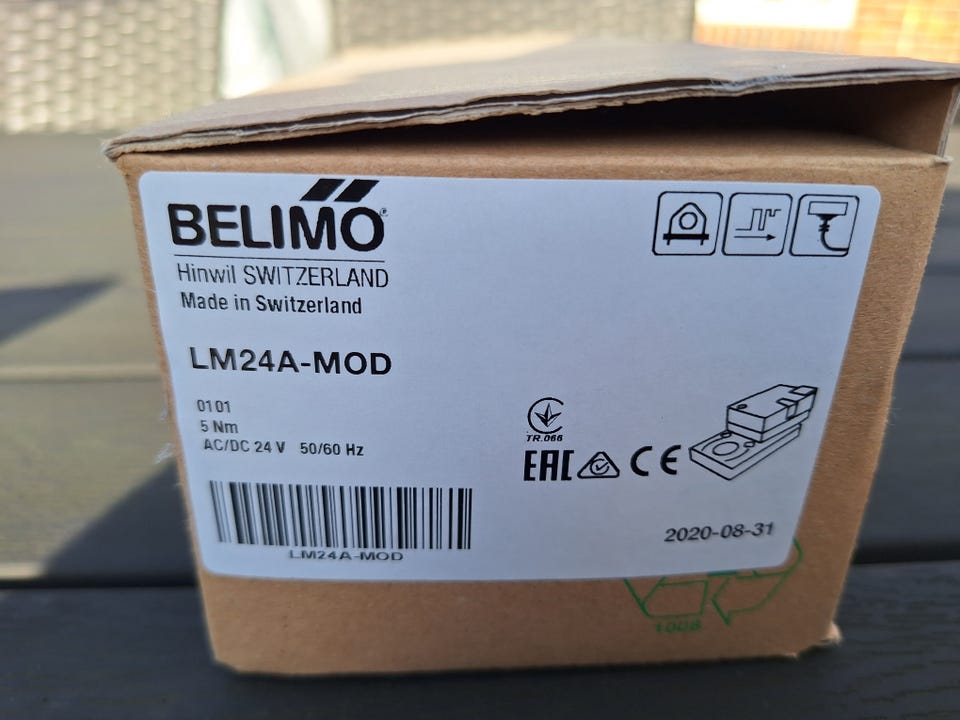 BELIMO
Hinwil SWITZERLAND
Made in Switzerland
LM24A-MOD
0101
5 Nm
AC/DC 24 V 50/60 Hz
LM24A-MOD
TR.066
EAC
CE
2020-08-31
1008